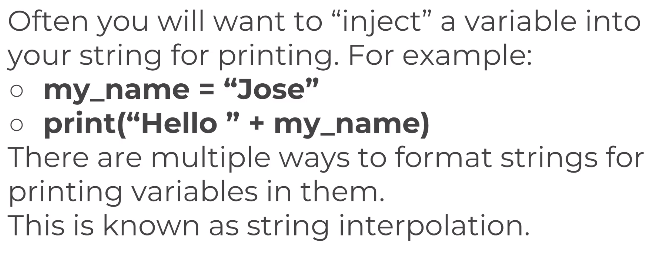 Often you will want to “inject” a variable into
your string for printing. For example:
○ my_name = “Jose”
○ print(“Hello ” + my_name)
There are multiple ways to format strings for
printing variables in them.
This is known as string interpolation.